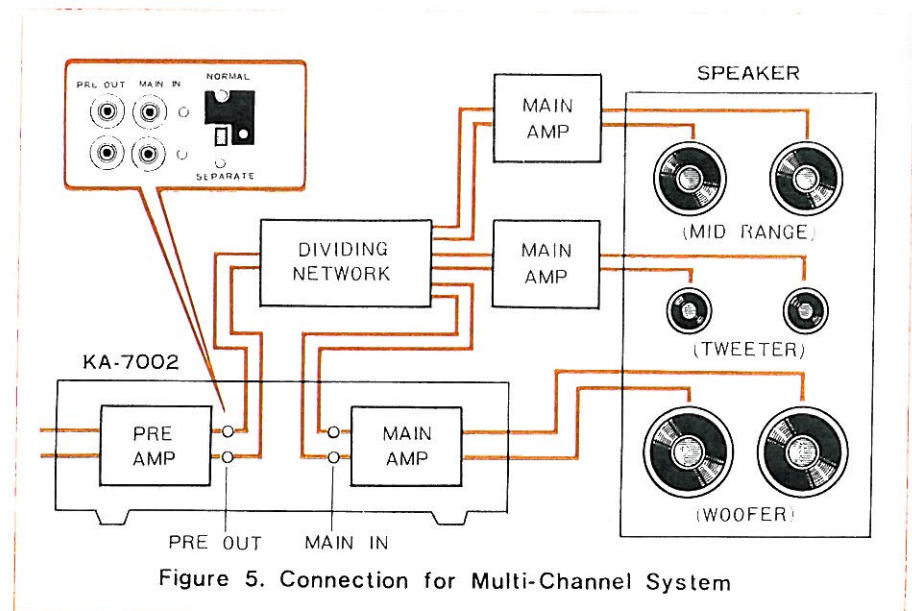 NORMAL
PRE OUT MAIN IN
SEPARATE
MAIN
AMP
SPEAKER
(MID RANGE)
DIVIDING
NETWORK
MAIN
AMP
(TWEETER)
KA-7002
PRE
AMP
MAIN
AMP
(WOOFER)
PRE OUT MAIN IN
Figure 5. Connection for Multi-Channel System